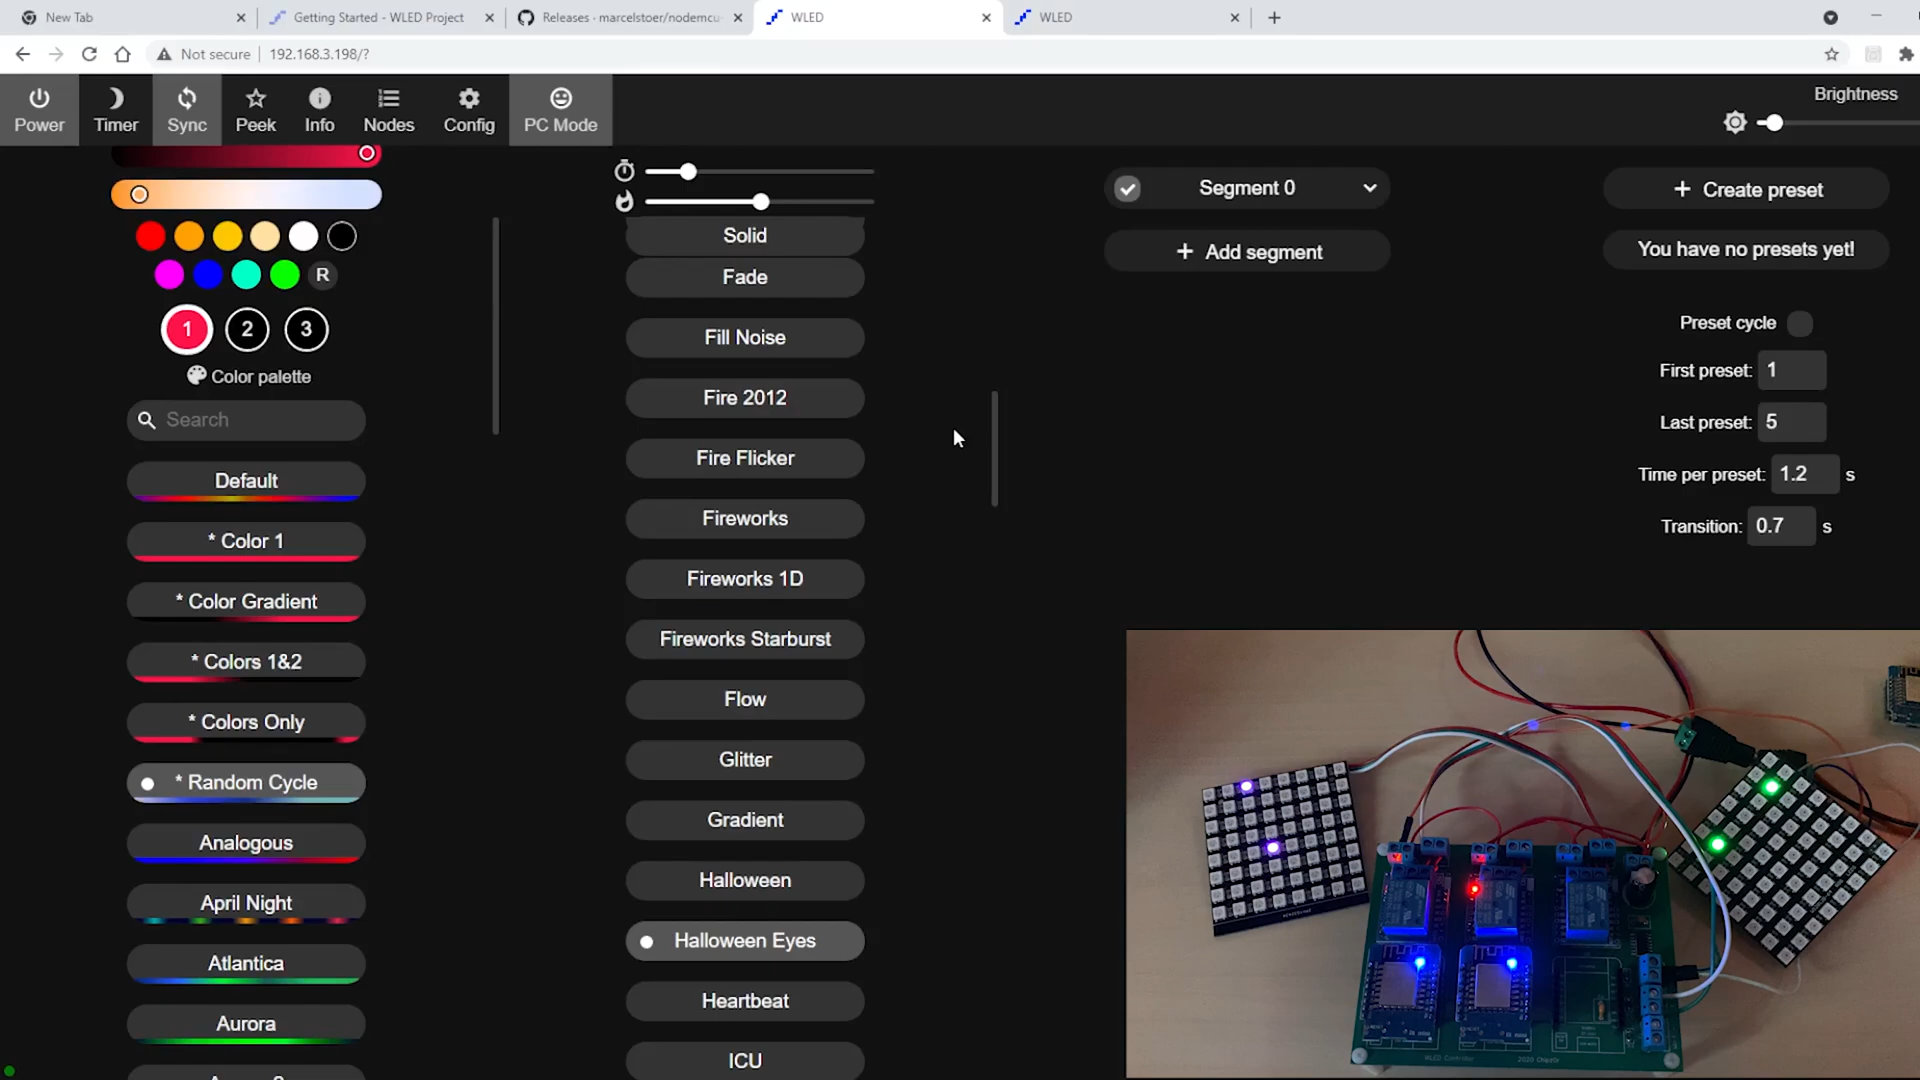 New Tab
Getting Started - WLED Project
Releases · marcelstoer/nodemcu-
WLED
WLED
Not secure
192.168.3.198/?
Power
Timer
Sync
Peek
Info
Nodes
Config
PC Mode
Brightness
R
1
2
3
Color palette
Search
Default
* Color 1
* Color Gradient
* Colors 1&2
* Colors Only
* Random Cycle
Analogous
April Night
Atlantica
Aurora
Solid
Fade
Fill Noise
Fire 2012
Fire Flicker
Fireworks
Fireworks 1D
Fireworks Starburst
Flow
Glitter
Gradient
Halloween
Halloween Eyes
Heartbeat
ICU
Segment 0
+ Add segment
+ Create preset
You have no presets yet!
Preset cycle
First preset: 1
Last preset: 5
Time per preset: 1.2 s
Transition: 0.7 s
WLED Controller